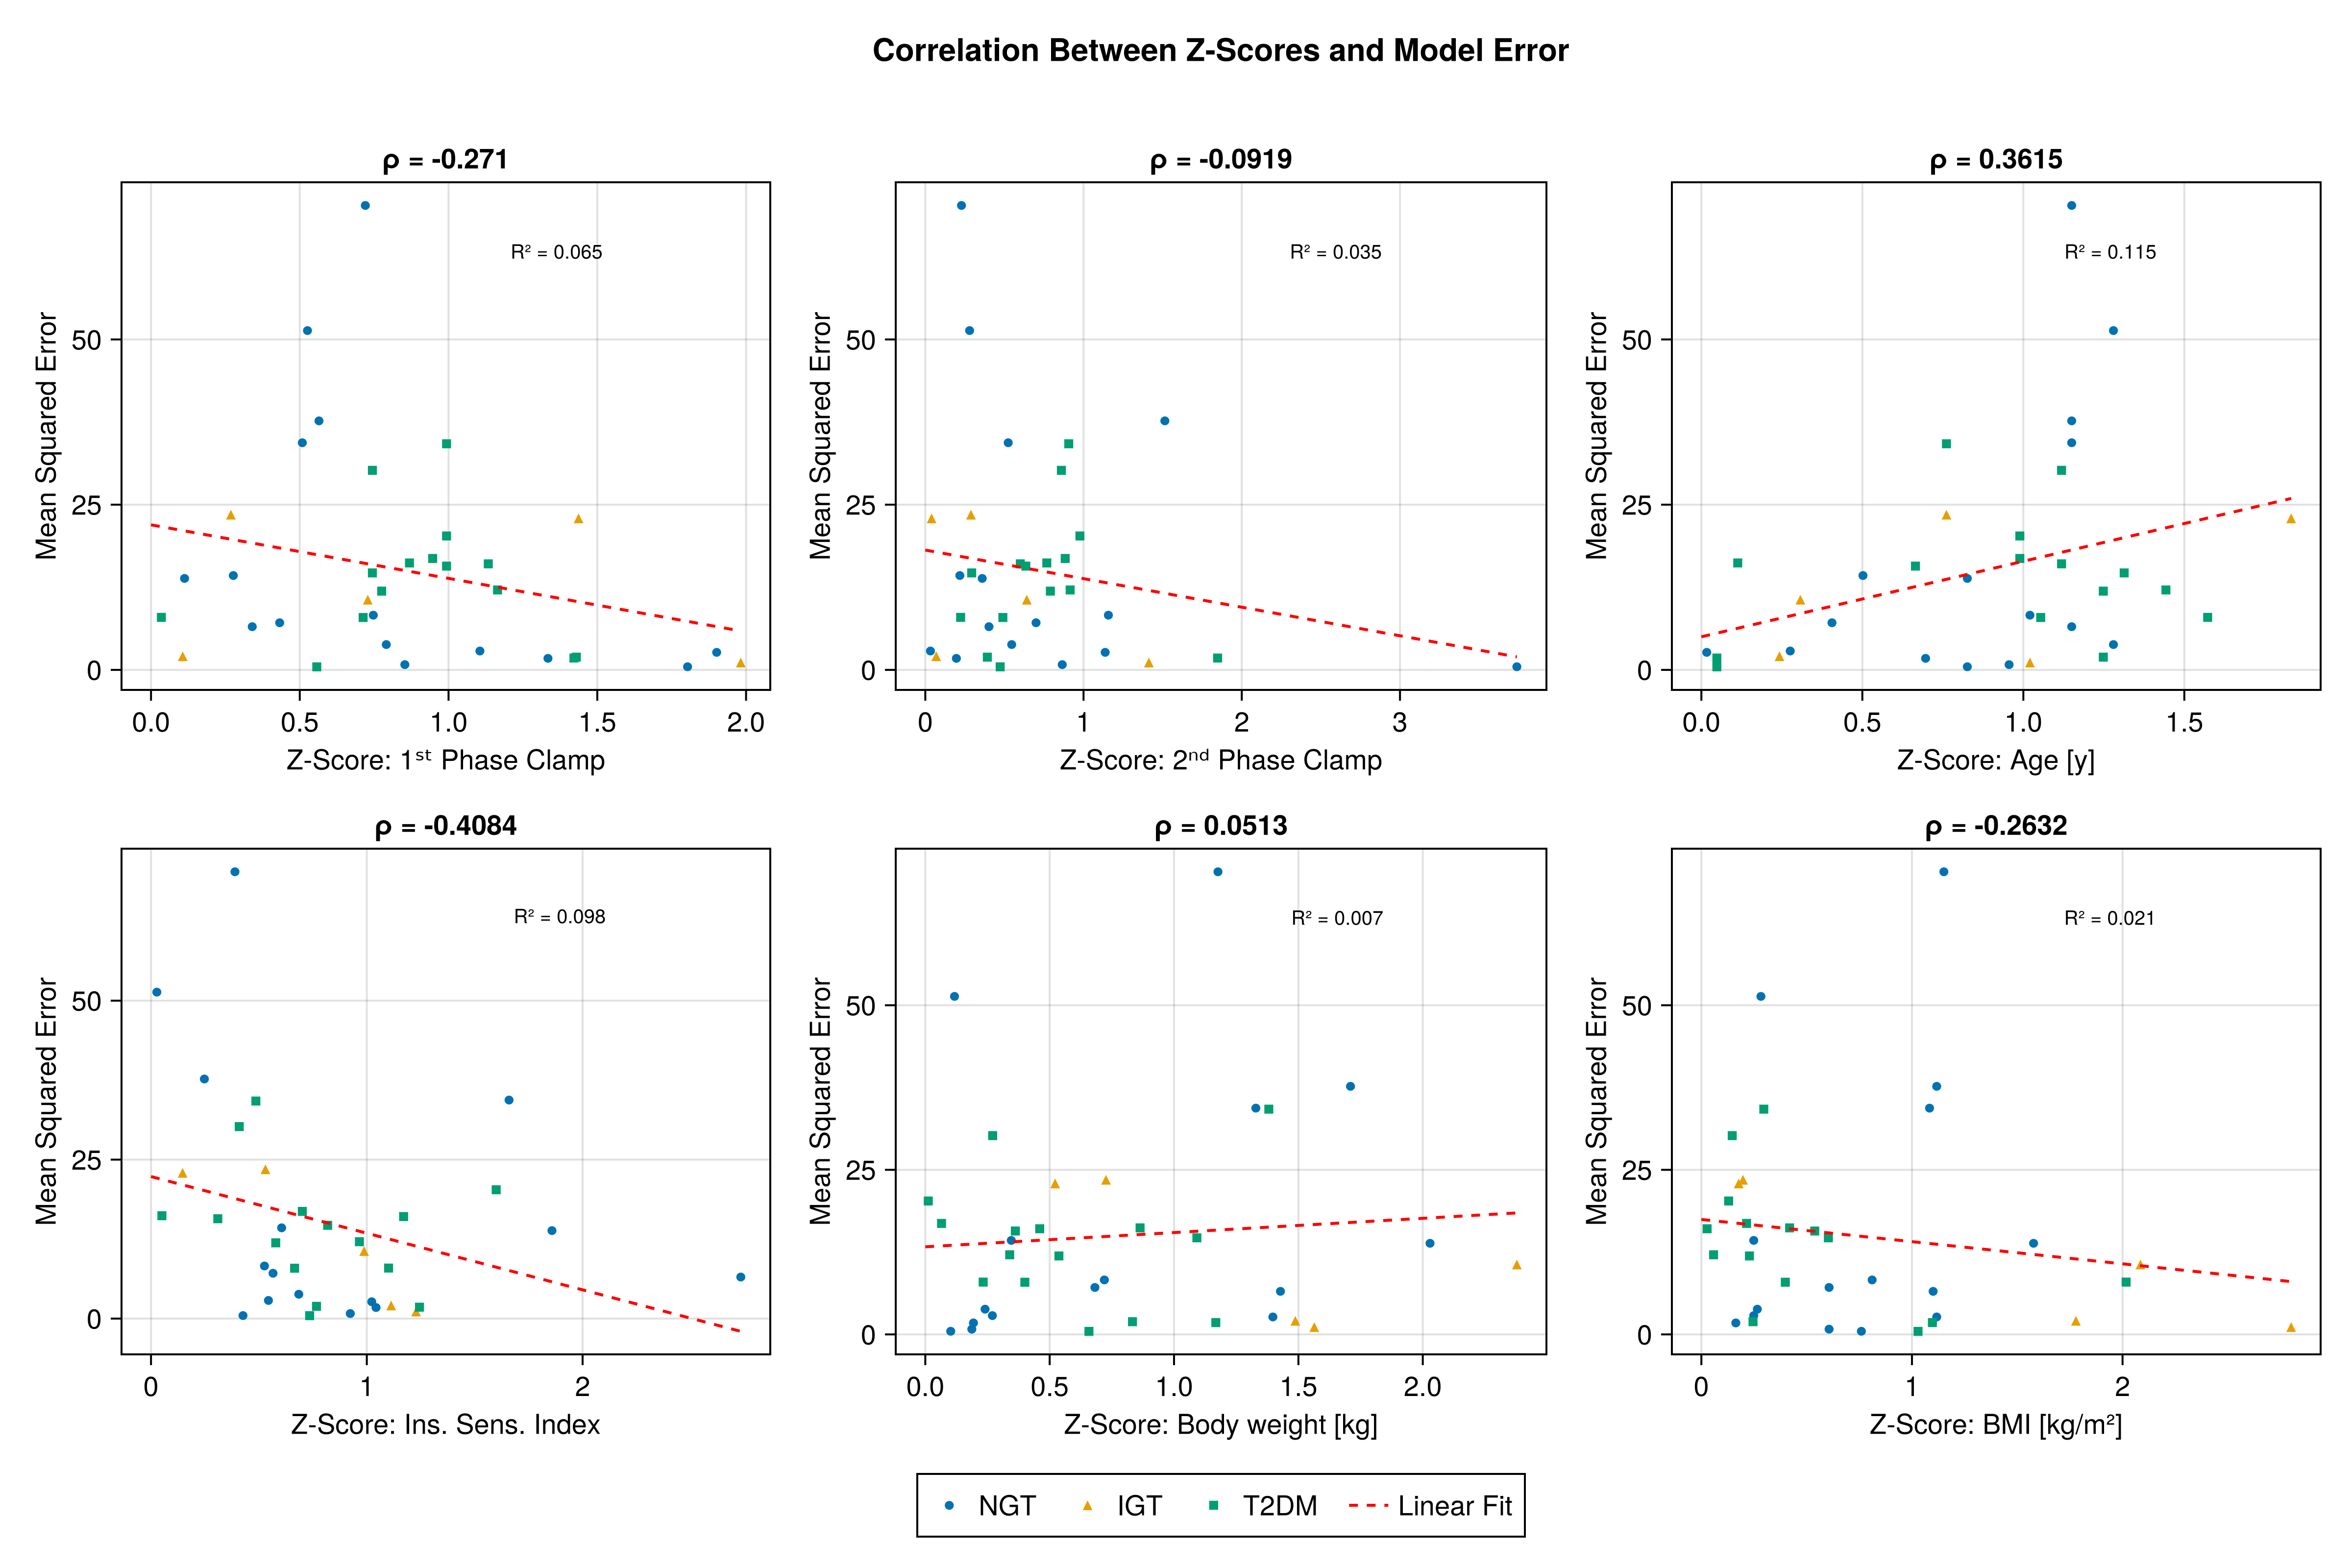 Correlation Between Z-Scores and Model Error
ρ = -0.271
R² = 0.065
Mean Squared Error
50
25
0
0.0 0.5 1.0 1.5 2.0
Z-Score: 1ˢᵗ Phase Clamp
ρ = -0.0919
R² = 0.035
Mean Squared Error
50
25
0
0 1 2 3
Z-Score: 2ⁿᵈ Phase Clamp
ρ = 0.3615
R² = 0.115
Mean Squared Error
50
25
0
0.0 0.5 1.0 1.5
Z-Score: Age [y]
ρ = -0.4084
R² = 0.098
Mean Squared Error
50
25
0
0 1 2
Z-Score: Ins. Sens. Index
ρ = 0.0513
R² = 0.007
Mean Squared Error
50
25
0
0.0 0.5 1.0 1.5 2.0
Z-Score: Body weight [kg]
ρ = -0.2632
R² = 0.021
Mean Squared Error
50
25
0
0 1 2
Z-Score: BMI [kg/m²]
NGT IGT T2DM Linear Fit